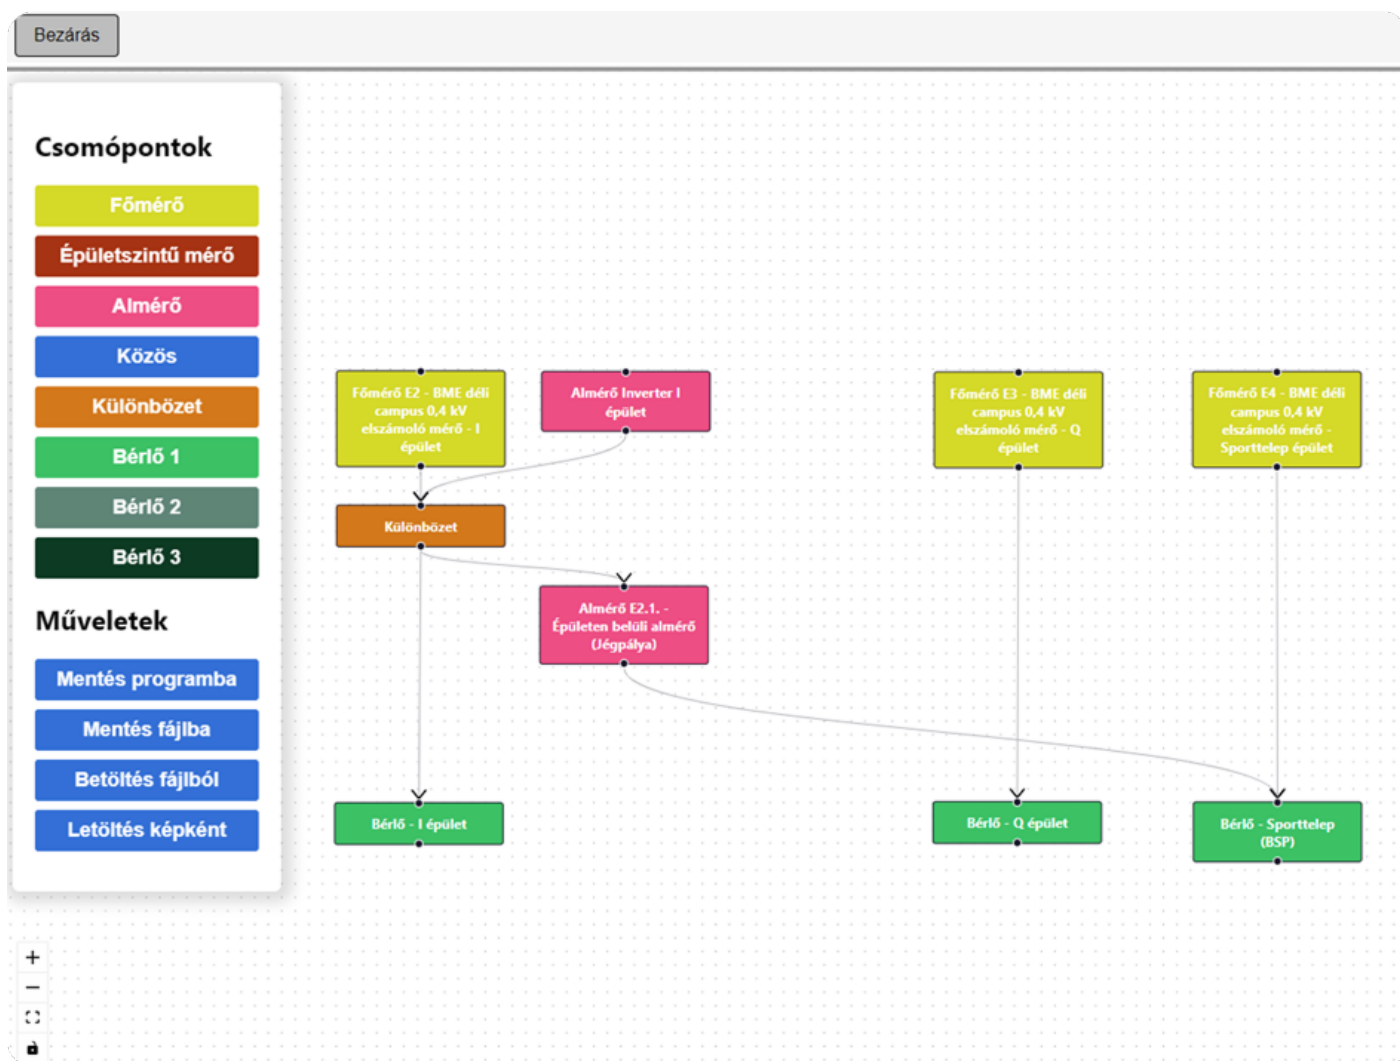 Bezárás
Csomópontok
Főmérő
Épületszintű mérő
Almérő
Közös
Különbözet
Bérlő 1
Bérlő 2
Bérlő 3
Műveletek
Mentés programba
Mentés fájlba
Betöltés fájlból
Letöltés képként
Főmérő E2 - BME déli
campus 0,4 kV
elszámoló mérő - I
épület
Almérő Inverter I
épület
Főmérő E3 - BME déli
campus 0,4 kV
elszámoló mérő - Q
épület
Főmérő E4 - BME déli
campus 0,4 kV
elszámoló mérő -
Sporttelep épület
Különbözet
Almérő E2.1. -
Épületen belüli almérő
(Jégpálya)
Bérlő - I épület
Bérlő - Q épület
Bérlő - Sporttelep
(BSP)